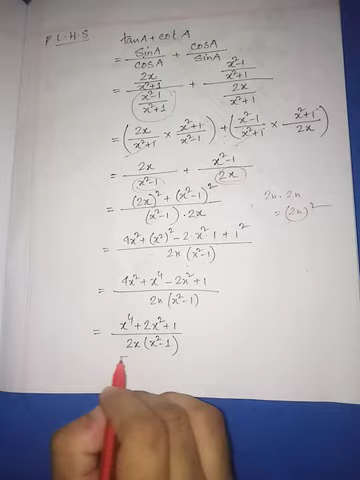 L.H.S. tanA + cot A
= sinA/cosA + cosA/sinA
= (2x/(x²+1))/((x²-1)/(x²+1)) + ((x²-1)/(x²+1))/(2x/(x²+1))
= (2x/(x²+1) × (x²+1)/(x²-1)) + ((x²-1)/(x²+1) × (x²+1)/2x)
= 2x/(x²-1) + (x²-1)/(2x)
= ((2x)² + (x²-1)²)/((x²-1)·2x)
2x · 2x
= (2x)²
= (4x² + (x²)² - 2·x²·1 + 1²)/(2x(x²-1))
= (4x² + x⁴ - 2x² + 1)/(2x(x²-1))
= (x⁴ + 2x² + 1)/(2x(x²-1))